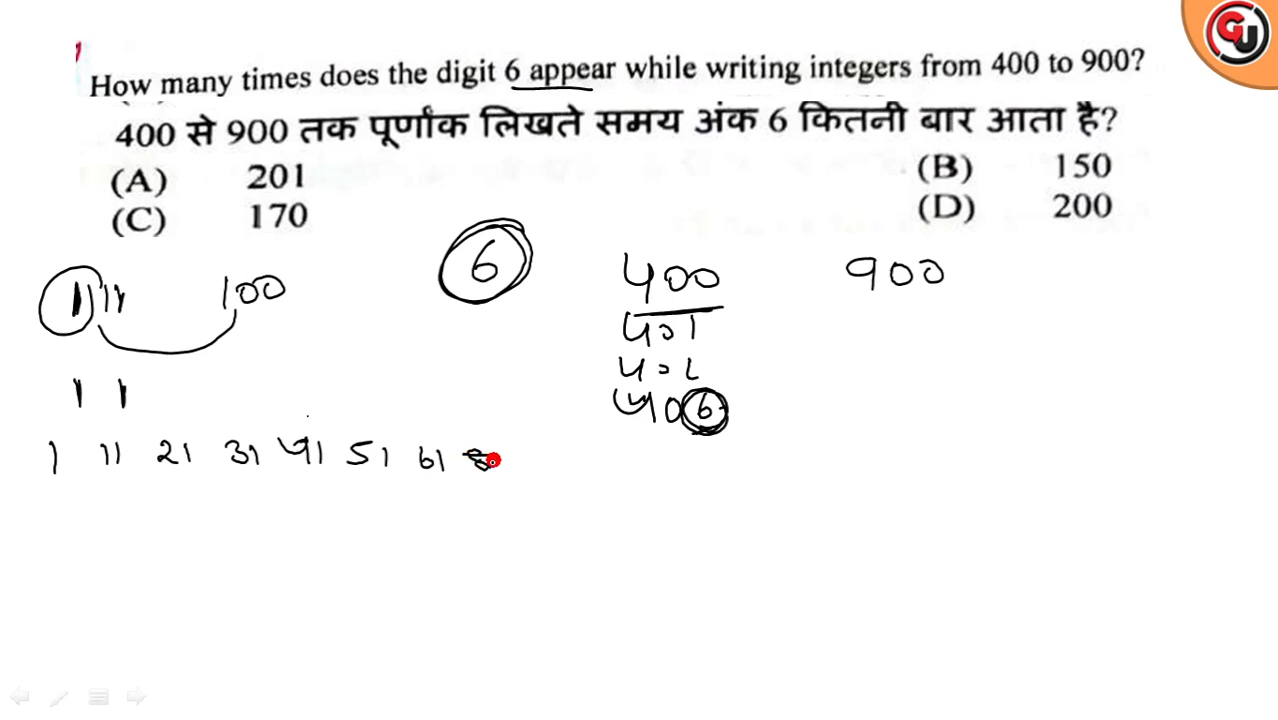 GU
How many times does the digit 6 appear while writing integers from 400 to 900?
400 से 900 तक पूर्णांक लिखते समय अंक 6 कितनी बार आता है?
(A) 201 (B) 150
(C) 170 (D) 200
6 400 900
100
401
40
406
1 11 21 31 41 51 61